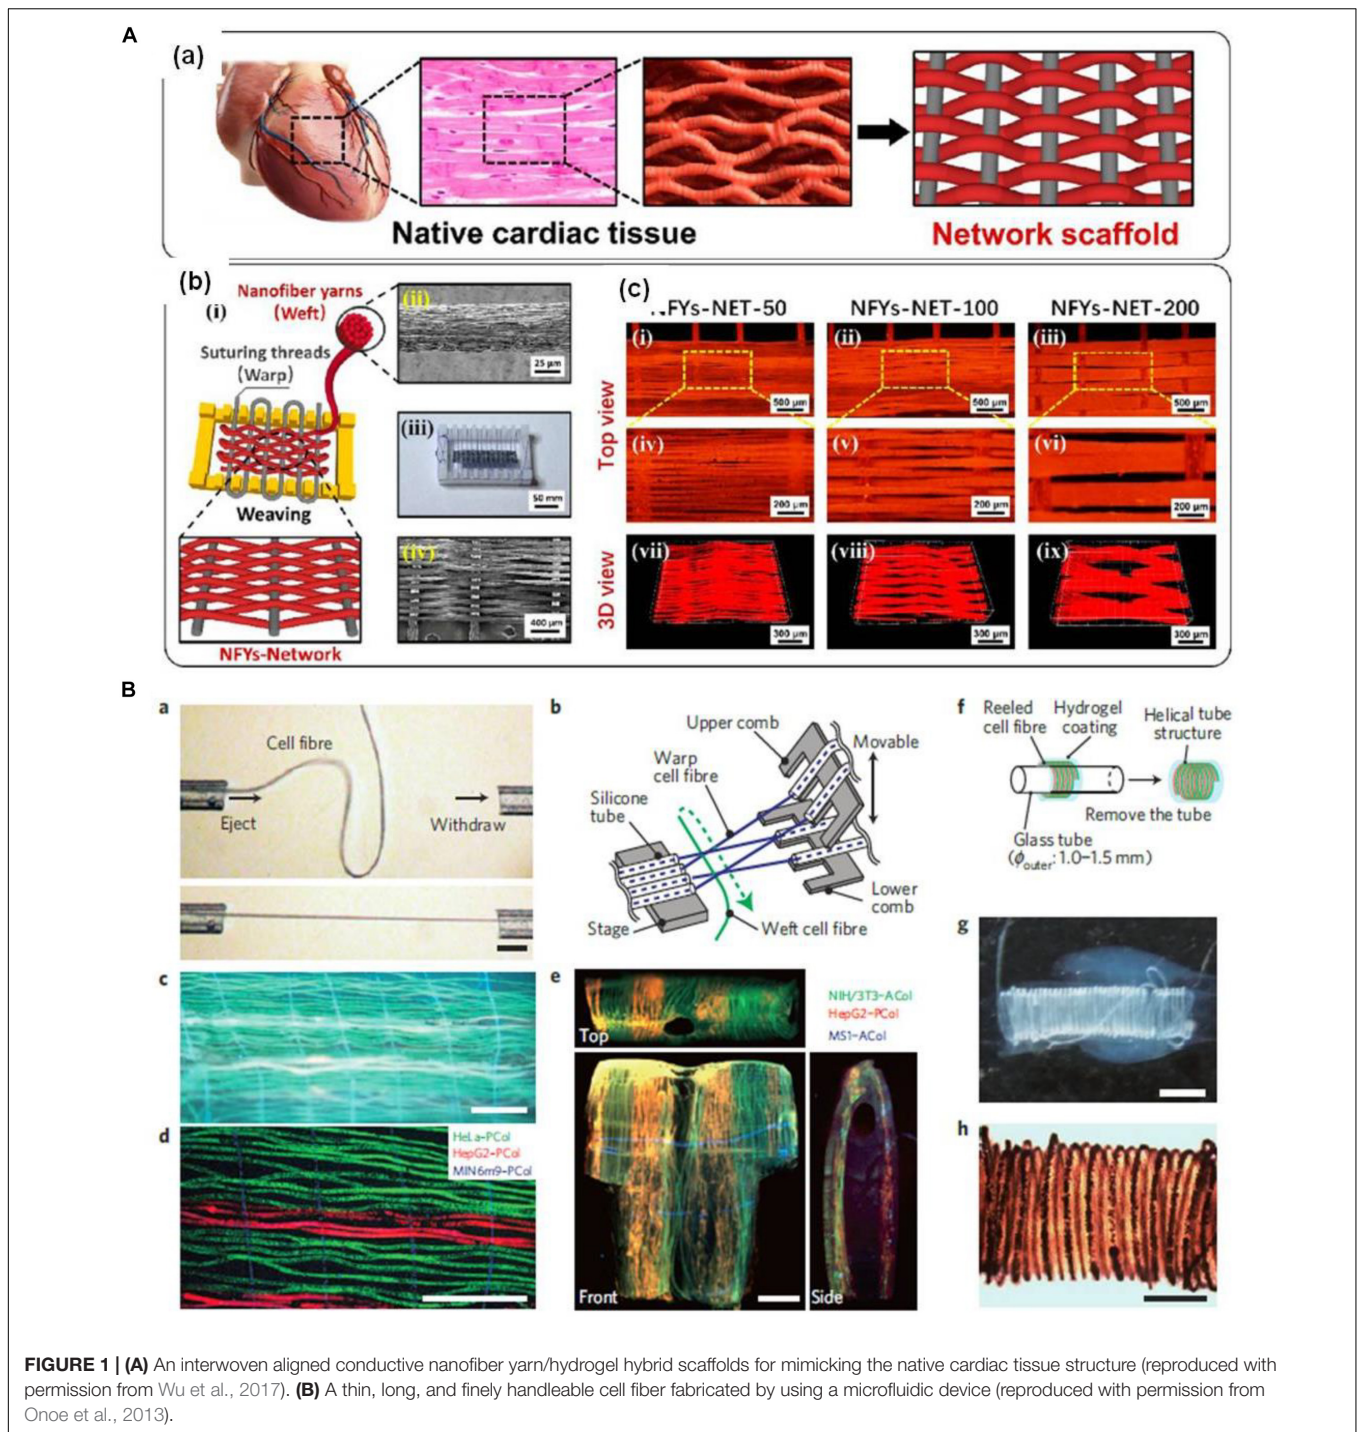 A
(a)
Native cardiac tissue
Network scaffold
(b)
Nanofiber yarns
(Weft)
(i)
Suturing threads
(Warp)
Weaving
NFYs-Network
(ii)
25 μm
(iii)
50 mm
(iv)
400 μm
(c)
NFYs-NET-50
NFYs-NET-100
NFYs-NET-200
Top view
(i)
500 μm
(ii)
500 μm
(iii)
500 μm
(iv)
200 μm
(v)
200 μm
(vi)
200 μm
3D view
(vii)
300 μm
(viii)
300 μm
(ix)
300 μm
B
a
Cell fibre
Eject
Withdraw
b
Upper comb
Movable
Warp
cell fibre
Silicone
tube
Lower
comb
Stage
Weft cell fibre
f
Reeled
cell fibre
Hydrogel
coating
Helical tube
structure
Remove the tube
Glass tube
(ϕouter: 1.0–1.5 mm)
c
d
HeLa-PCol
HepG2-PCol
MIN6m9-PCol
e
Top
NIH/3T3-ACol
HepG2-PCol
MS1-ACol
Front
Side
g
h
FIGURE 1 | (A) An interwoven aligned conductive nanofiber yarn/hydrogel hybrid scaffolds for mimicking the native cardiac tissue structure (reproduced with
permission from Wu et al., 2017). (B) A thin, long, and finely handleable cell fiber fabricated by using a microfluidic device (reproduced with permission from
Onoe et al., 2013).